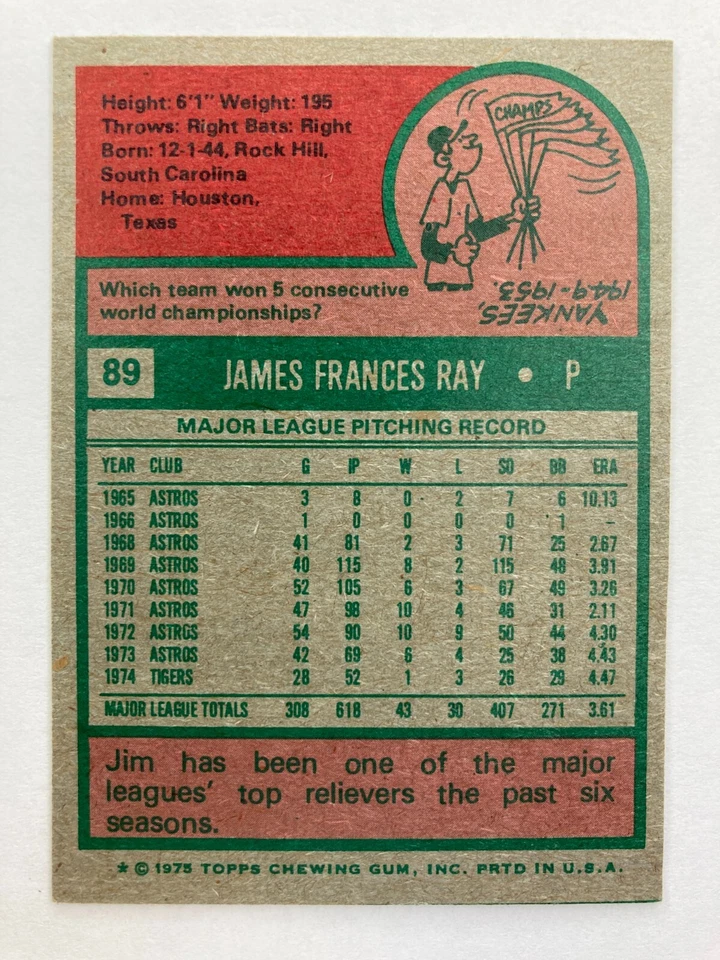 Height: 6'1" Weight: 195
Throws: Right Bats: Right
Born: 12-1-44, Rock Hill,
South Carolina
Home: Houston,
Texas
CHAMPS
Which team won 5 consecutive
world championships?
YANKEES,
1949-1953.
89 JAMES FRANCES RAY • P
MAJOR LEAGUE PITCHING RECORD
YEAR CLUB G IP W L SO BB ERA
1965 ASTROS 3 8 0 2 7 6 10.13
1966 ASTROS 1 0 0 0 0 1 –
1968 ASTROS 41 81 2 3 71 25 2.67
1969 ASTROS 40 115 8 2 115 48 3.91
1970 ASTROS 52 105 6 3 67 49 3.26
1971 ASTROS 47 98 10 4 46 31 2.11
1972 ASTROS 54 90 10 9 50 44 4.30
1973 ASTROS 42 69 6 4 25 38 4.43
1974 TIGERS 28 52 1 3 26 29 4.47
MAJOR LEAGUE TOTALS 308 618 43 30 407 271 3.61
Jim has been one of the major
leagues' top relievers the past six
seasons.
* © 1975 TOPPS CHEWING GUM, INC. PRTD IN U.S.A.